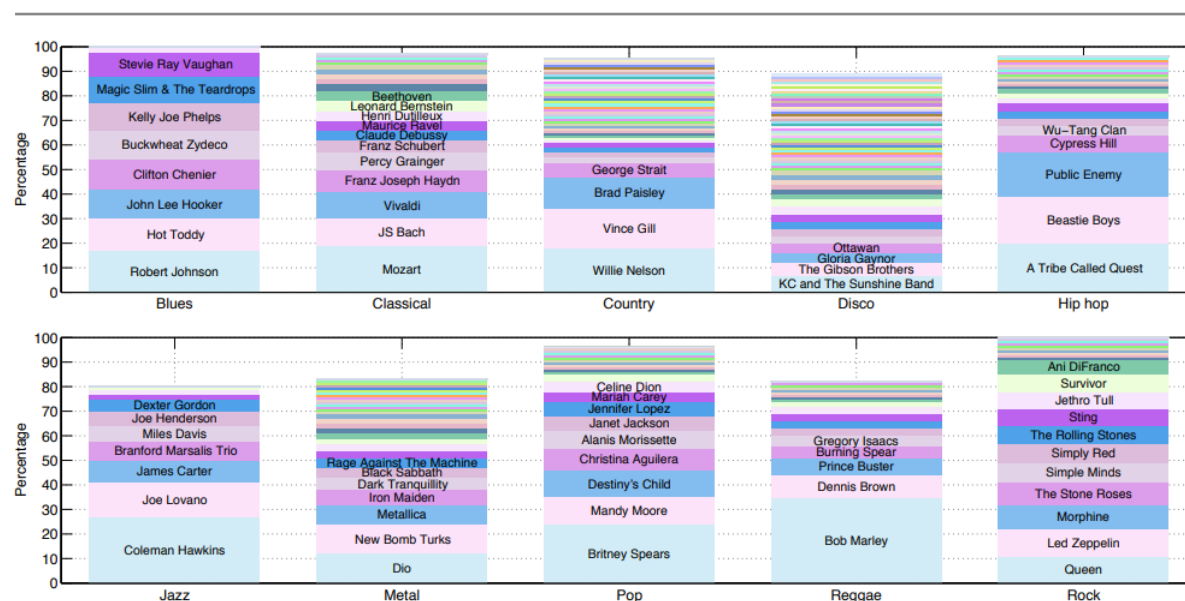 Percentage
100
90
80
70
60
50
40
30
20
10
0
Stevie Ray Vaughan
Magic Slim & The Teardrops
Kelly Joe Phelps
Buckwheat Zydeco
Clifton Chenier
John Lee Hooker
Hot Toddy
Robert Johnson
Blues
Beethoven
Leonard Bernstein
Henri Dutilleux
Maurice Ravel
Claude Debussy
Franz Schubert
Percy Grainger
Franz Joseph Haydn
Vivaldi
JS Bach
Mozart
Classical
George Strait
Brad Paisley
Vince Gill
Willie Nelson
Country
Ottawan
Gloria Gaynor
The Gibson Brothers
KC and The Sunshine Band
Disco
Wu-Tang Clan
Cypress Hill
Public Enemy
Beastie Boys
A Tribe Called Quest
Hip hop
Percentage
100
90
80
70
60
50
40
30
20
10
0
Dexter Gordon
Joe Henderson
Miles Davis
Branford Marsalis Trio
James Carter
Joe Lovano
Coleman Hawkins
Jazz
Rage Against The Machine
Black Sabbath
Dark Tranquillity
Iron Maiden
Metallica
New Bomb Turks
Dio
Metal
Celine Dion
Mariah Carey
Jennifer Lopez
Janet Jackson
Alanis Morissette
Christina Aguilera
Destiny's Child
Mandy Moore
Britney Spears
Pop
Gregory Isaacs
Burning Spear
Prince Buster
Dennis Brown
Bob Marley
Reggae
Ani DiFranco
Survivor
Jethro Tull
Sting
The Rolling Stones
Simply Red
Simple Minds
The Stone Roses
Morphine
Led Zeppelin
Queen
Rock